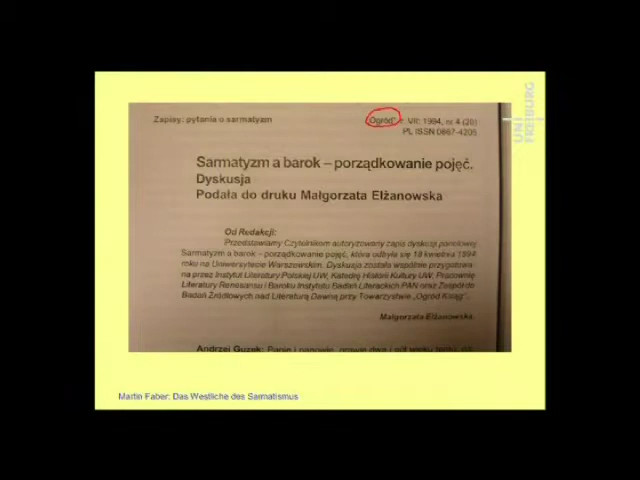 UNI
FREIBURG
Zapisy: pytania o sarmatyzm
„Ogród" r. VII: 1994, nr 4 (20)
PL ISSN 0867-4205
Sarmatyzm a barok – porządkowanie pojęć.
Dyskusja
Podała do druku Małgorzata Elżanowska
Od Redakcji:
Przedstawiamy Czytelnikom autoryzowany zapis dyskusji panelowej
Sarmatyzm a barok – porządkowanie pojęć, która odbyła się 18 kwietnia 1994
roku na Uniwersytecie Warszawskim. Dyskusja została wspólnie przygotowa-
na przez Instytut Literatury Polskiej UW, Katedrę Historii Kultury UW, Pracownię
Literatury Renesansu i Baroku Instytutu Badań Literackich PAN oraz Zespół do
Badań Źródłowych nad Literaturą Dawną przy Towarzystwie „Ogród Ksiąg".
Małgorzata Elżanowska
Andrzej Guzek: Panie i panowie,
Martin Faber: Das Westliche des Sarmatismus